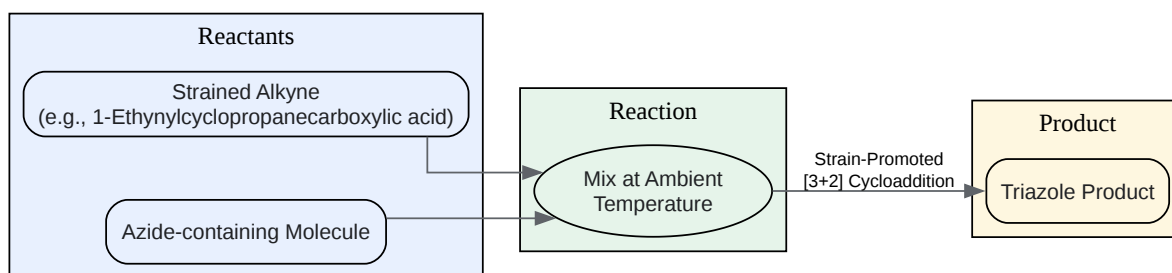 Reactants
Strained Alkyne
(e.g., 1-Ethynylcyclopropanecarboxylic acid)
Azide-containing Molecule
Reaction
Mix at Ambient
Temperature
Strain-Promoted
[3+2] Cycloaddition
Product
Triazole Product